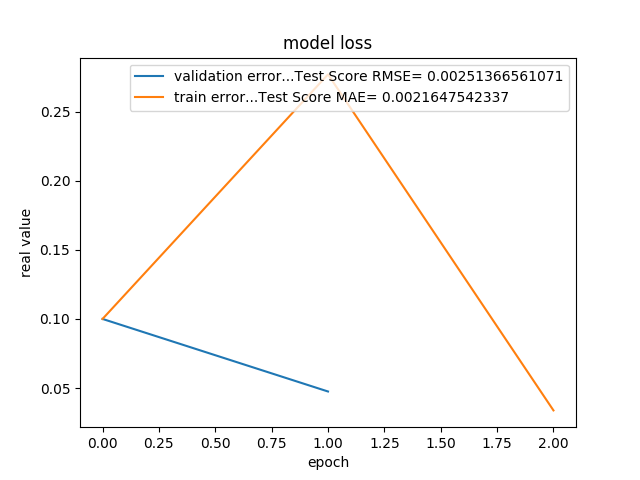 model loss
validation error...Test Score RMSE= 0.00251366561071
train error...Test Score MAE= 0.0021647542337
real value
0.25
0.20
0.15
0.10
0.05
0.00 0.25 0.50 0.75 1.00 1.25 1.50 1.75 2.00
epoch